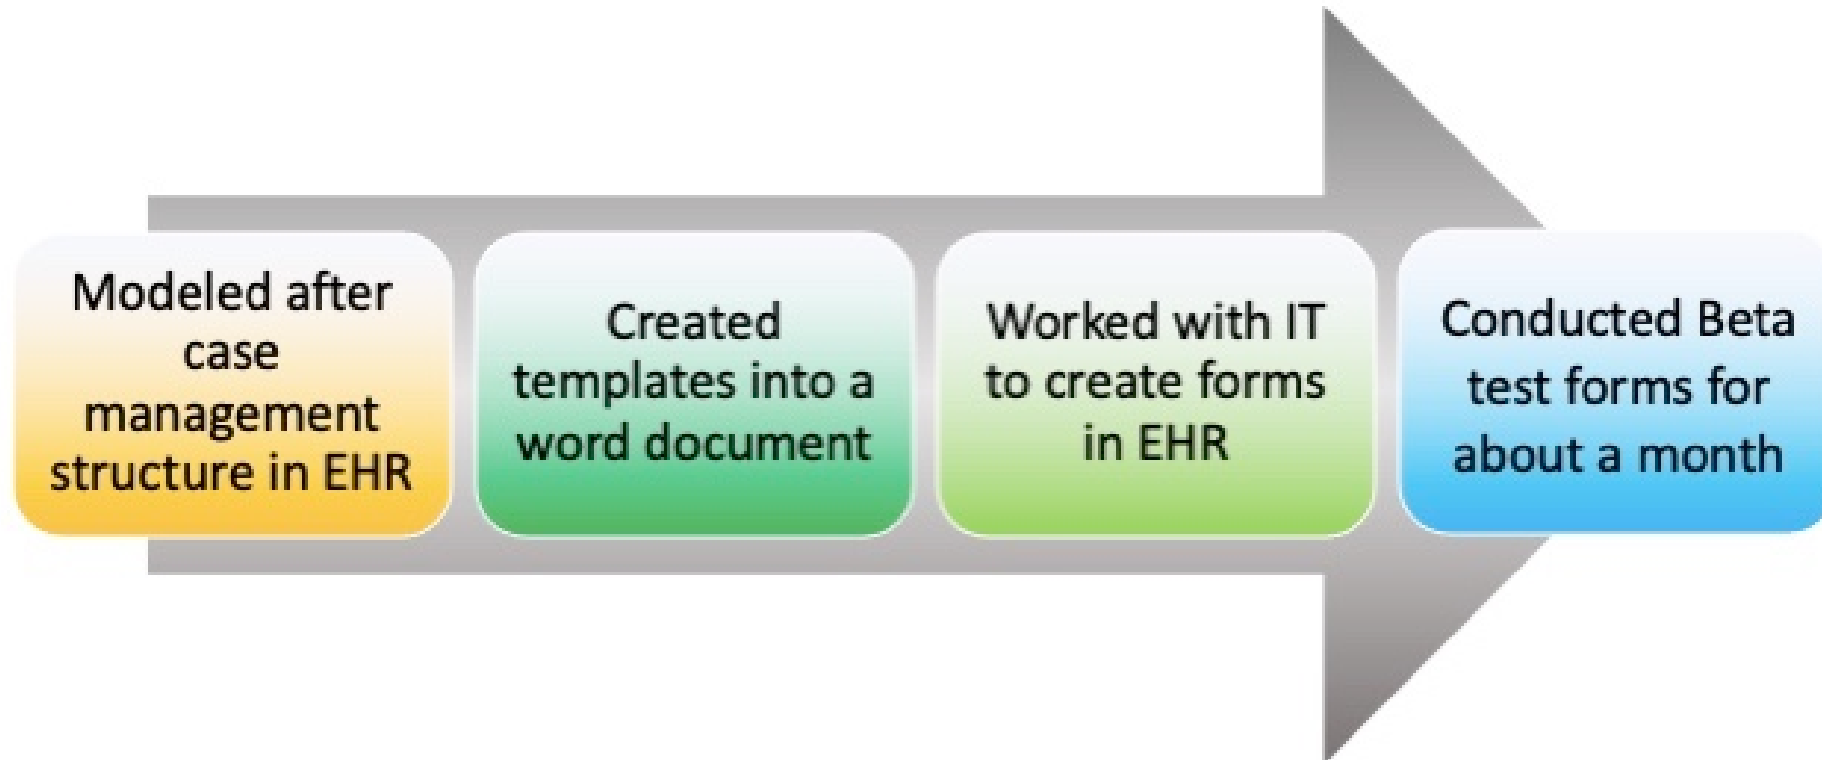 Modeled after
case
management
structure in EHR
Created
templates into a
word document
Worked with IT
to create forms
in EHR
Conducted Beta
test forms for
about a month